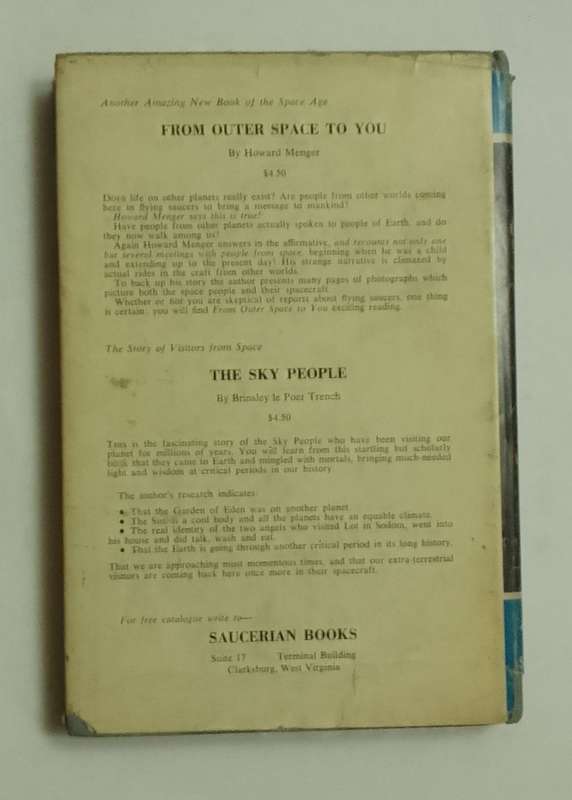 Another Amazing New Book of the Space Age
FROM OUTER SPACE TO YOU
By Howard Menger
$4.50
Does life on other planets really exist? Are people from other worlds coming
here in flying saucers to bring a message to mankind?
Howard Menger says this is true!
Have people from other planets actually spoken to people of Earth, and do
they now walk among us?
Again Howard Menger answers in the affirmative, and recounts not only one
but several meetings with people from space, beginning when he was a child
and extending up to the present day! His strange narrative is climaxed by
actual rides in the craft from other worlds.
To back up his story the author presents many pages of photographs which
picture both the space people and their spacecraft.
Whether or not you are skeptical of reports about flying saucers, one thing
is certain: you will find From Outer Space to You exciting reading.
The Story of Visitors from Space
THE SKY PEOPLE
By Brinsley le Poer Trench
$4.50
This is the fascinating story of the Sky People who have been visiting our
planet for millions of years. You will learn from this startling but scholarly
book that they came in Earth and mingled with mortals, bringing much-needed
light and wisdom at critical periods in our history.
The author's research indicates:
• That the Garden of Eden was on another planet.
• The Sun is a cool body and all the planets have an equable climate.
• The real identity of the two angels who visited Lot in Sodom, went into
his house and did talk, wash and eat.
• That the Earth is going through another critical period in its long history.
That we are approaching most momentous times, and that our extra-terrestrial
visitors are coming back here once more in their spacecraft.
For free catalogue write to—
SAUCERIAN BOOKS
Suite 17 Terminal Building
Clarksburg, West Virginia